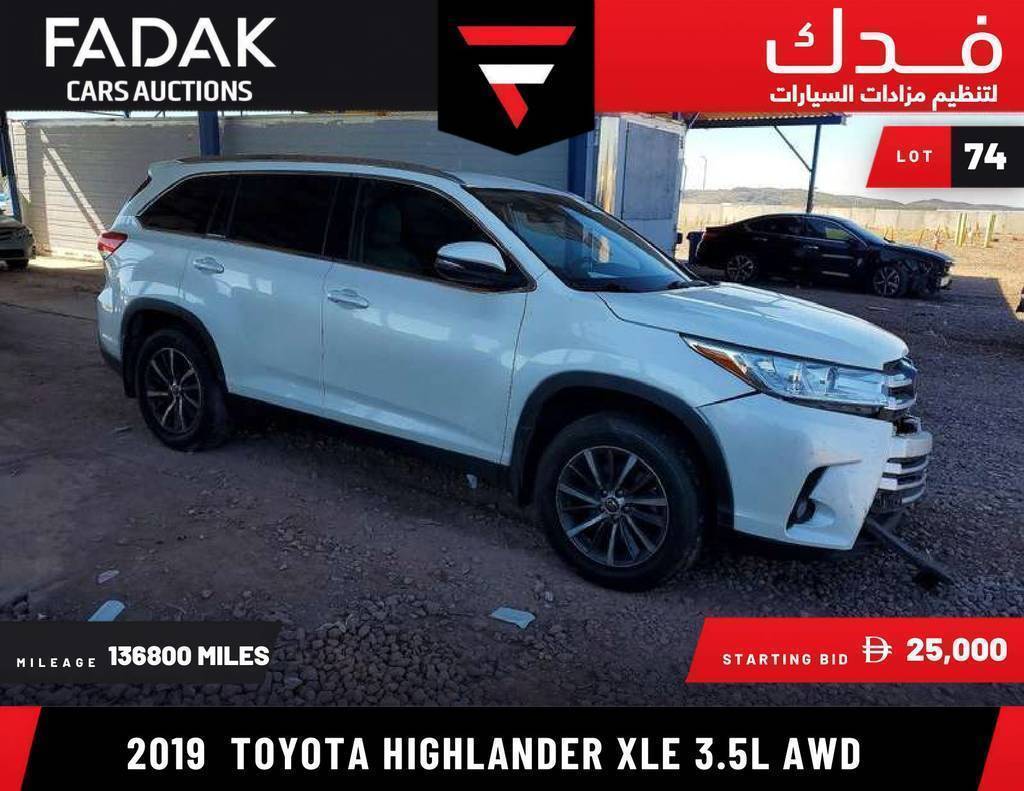 FADAK
CARS AUCTIONS
فدك
لتنظيم مزادات السيارات
LOT 74
MILEAGE 136800 MILES
STARTING BID 25,000
2019 TOYOTA HIGHLANDER XLE 3.5L AWD